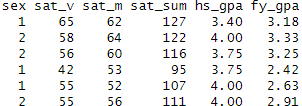 sex sat_v sat_m sat_sum hs_gpa fy_gpa
1 65 62 127 3.40 3.18
2 58 64 122 4.00 3.33
2 56 60 116 3.75 3.25
1 42 53 95 3.75 2.42
1 55 52 107 4.00 2.63
2 55 56 111 4.00 2.91